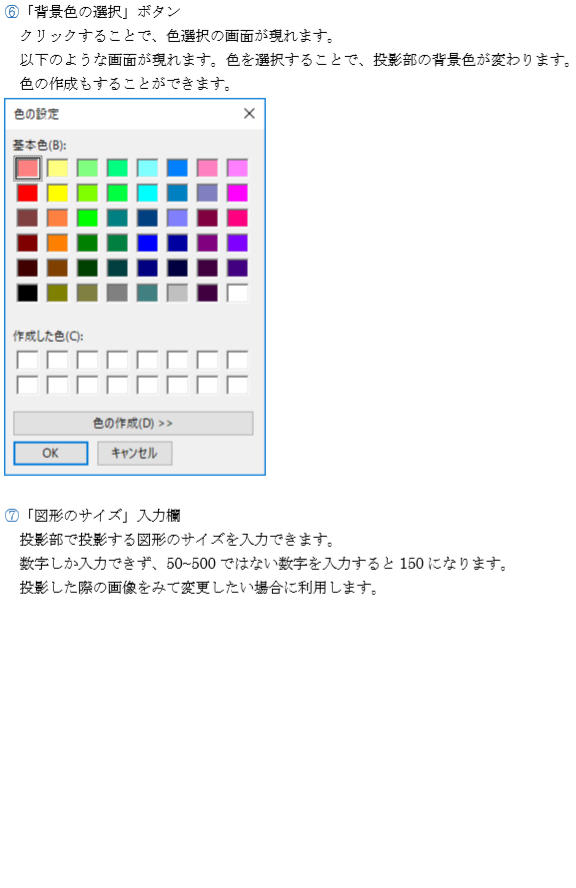 ⑥「背景色の選択」ボタン
クリックすることで、色選択の画面が現れます。
以下のような画面が現れます。色を選択することで、投影部の背景色が変わります。
色の作成もすることができます。
色の設定
基本色(B):
作成した色(C):
色の作成(D) >>
OK キャンセル
⑦「図形のサイズ」入力欄
投影部で投影する図形のサイズを入力できます。
数字しか入力できず、50~500 ではない数字を入力すると 150 になります。
投影した際の画像をみて変更したい場合に利用します。